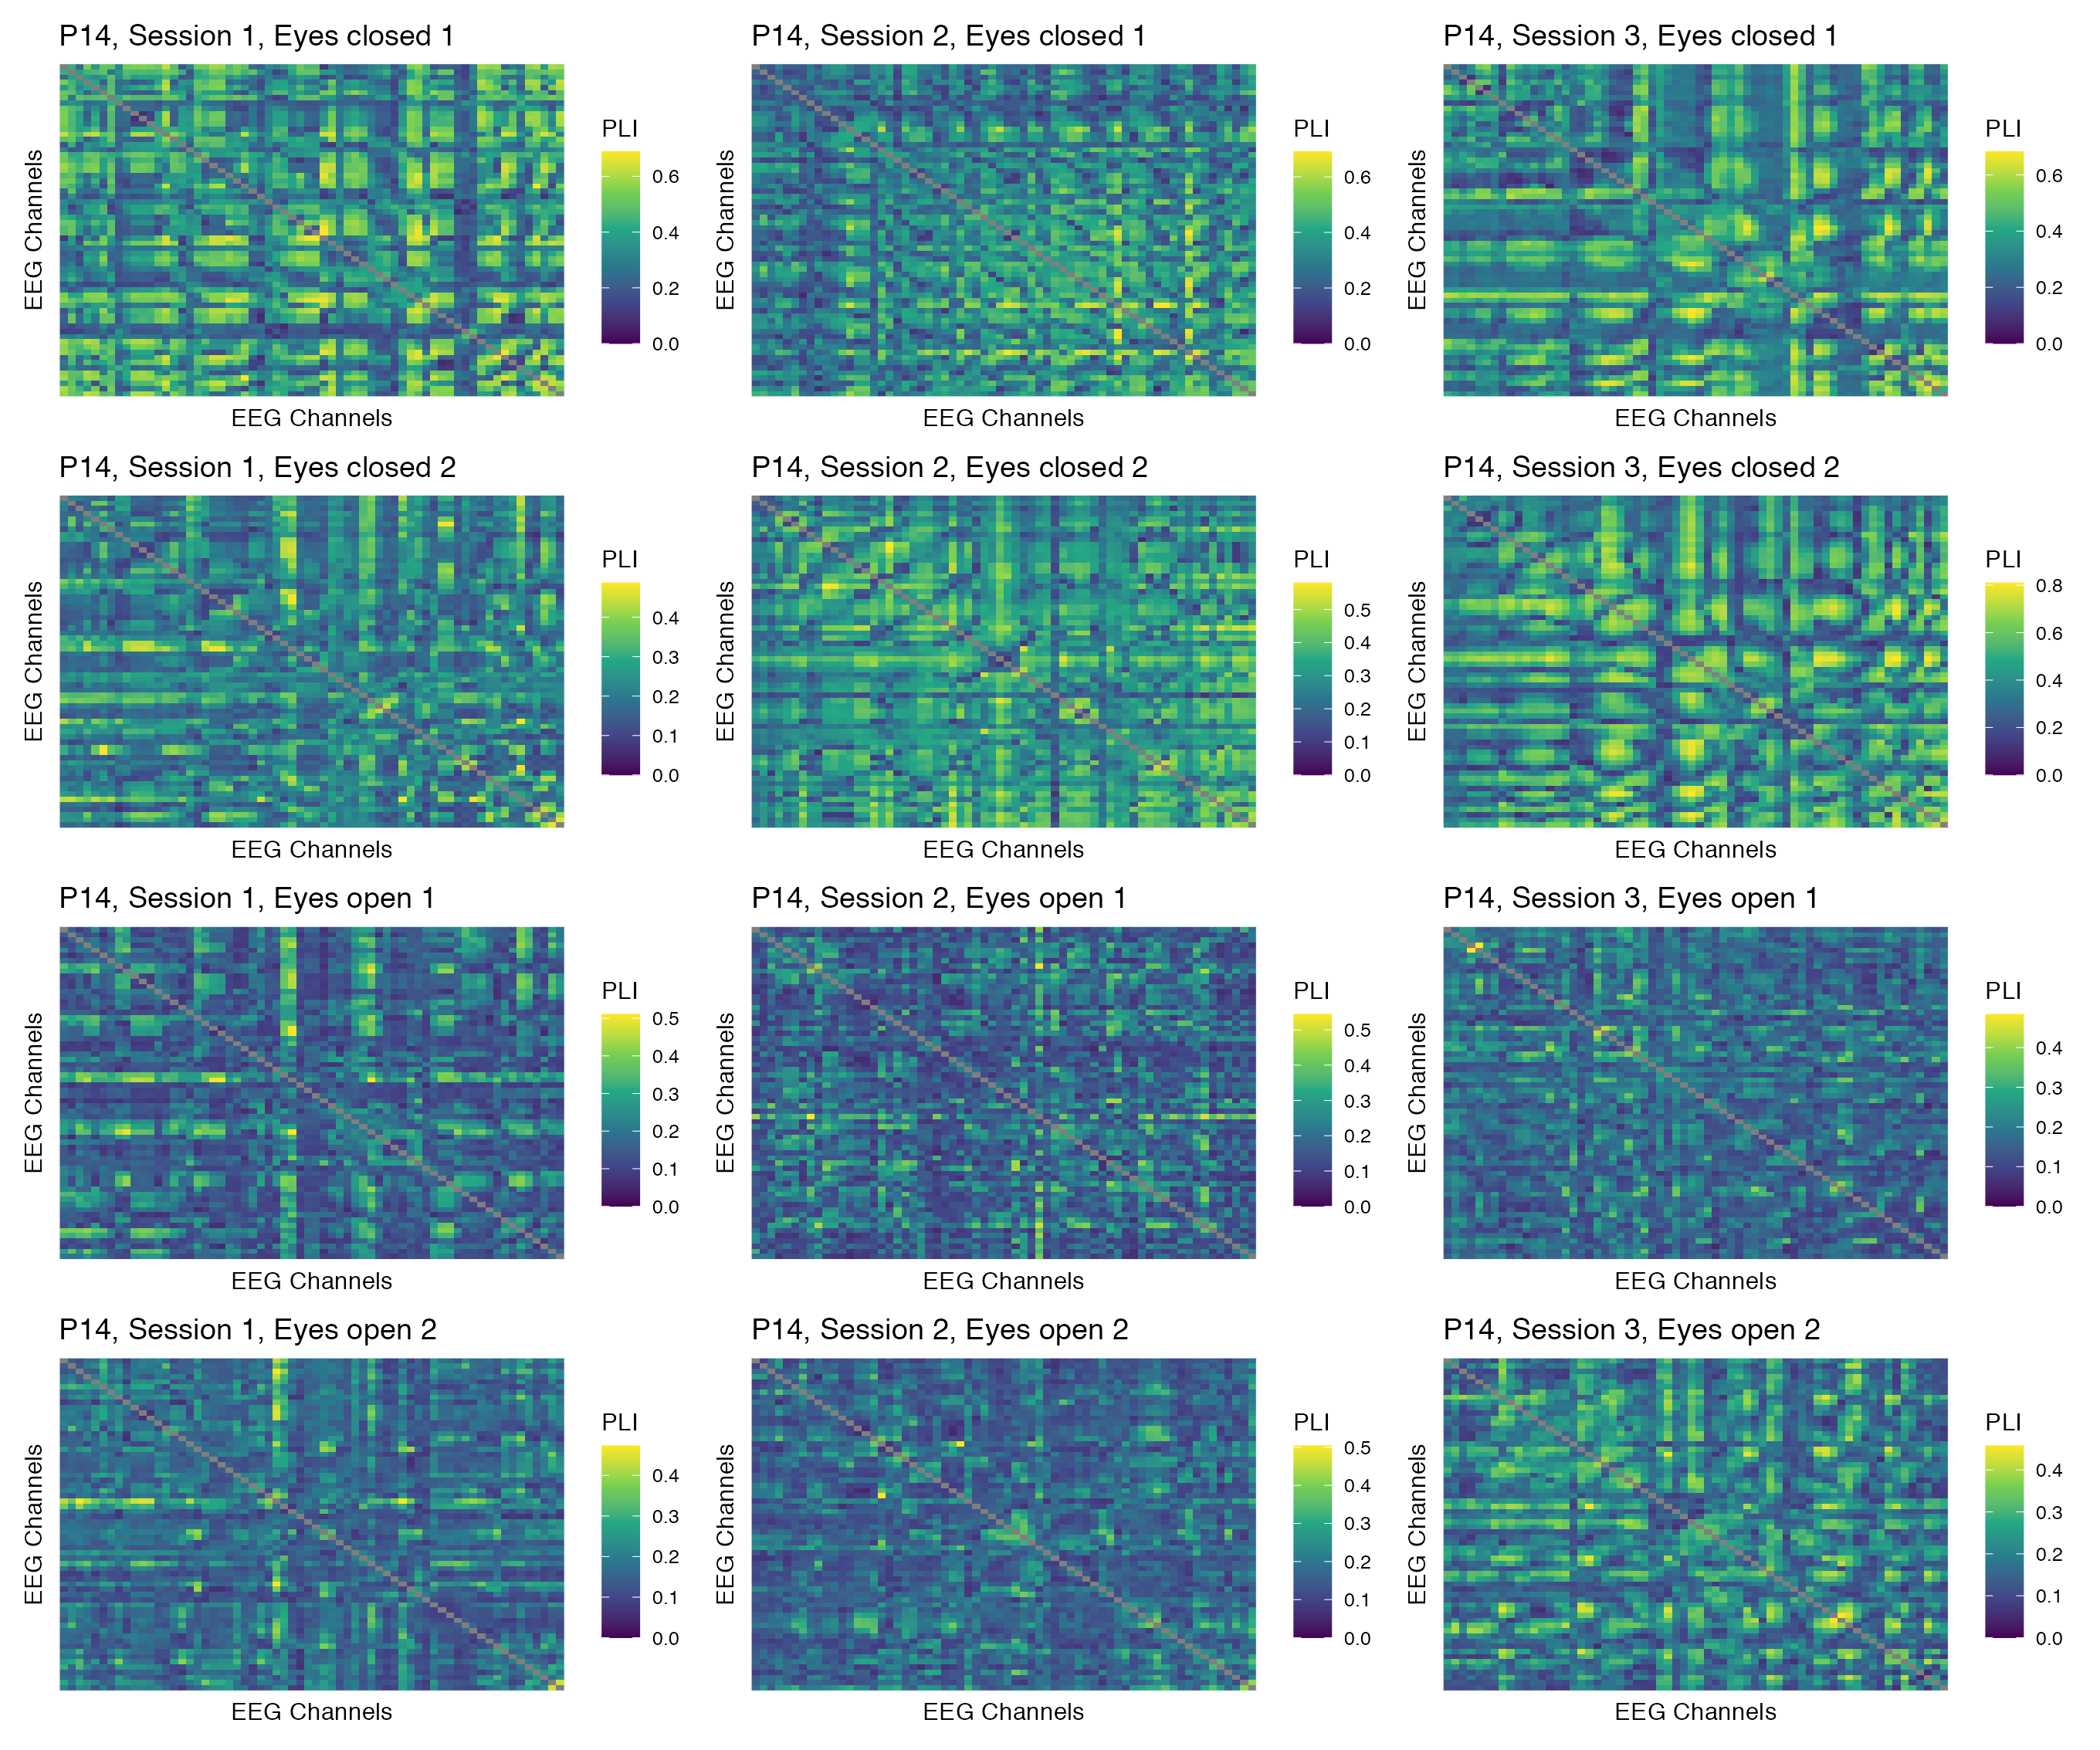 P14, Session 1, Eyes closed 1
P14, Session 2, Eyes closed 1
P14, Session 3, Eyes closed 1
EEG Channels
EEG Channels
PLI
0.6
0.4
0.2
0.0
EEG Channels
EEG Channels
PLI
0.6
0.4
0.2
0.0
EEG Channels
EEG Channels
PLI
0.6
0.4
0.2
0.0
P14, Session 1, Eyes closed 2
P14, Session 2, Eyes closed 2
P14, Session 3, Eyes closed 2
EEG Channels
EEG Channels
PLI
0.4
0.3
0.2
0.1
0.0
EEG Channels
EEG Channels
PLI
0.5
0.4
0.3
0.2
0.1
0.0
EEG Channels
EEG Channels
PLI
0.8
0.6
0.4
0.2
0.0
P14, Session 1, Eyes open 1
P14, Session 2, Eyes open 1
P14, Session 3, Eyes open 1
EEG Channels
EEG Channels
PLI
0.5
0.4
0.3
0.2
0.1
0.0
EEG Channels
EEG Channels
PLI
0.5
0.4
0.3
0.2
0.1
0.0
EEG Channels
EEG Channels
PLI
0.4
0.3
0.2
0.1
0.0
P14, Session 1, Eyes open 2
P14, Session 2, Eyes open 2
P14, Session 3, Eyes open 2
EEG Channels
EEG Channels
PLI
0.4
0.3
0.2
0.1
0.0
EEG Channels
EEG Channels
PLI
0.5
0.4
0.3
0.2
0.1
0.0
EEG Channels
EEG Channels
PLI
0.4
0.3
0.2
0.1
0.0